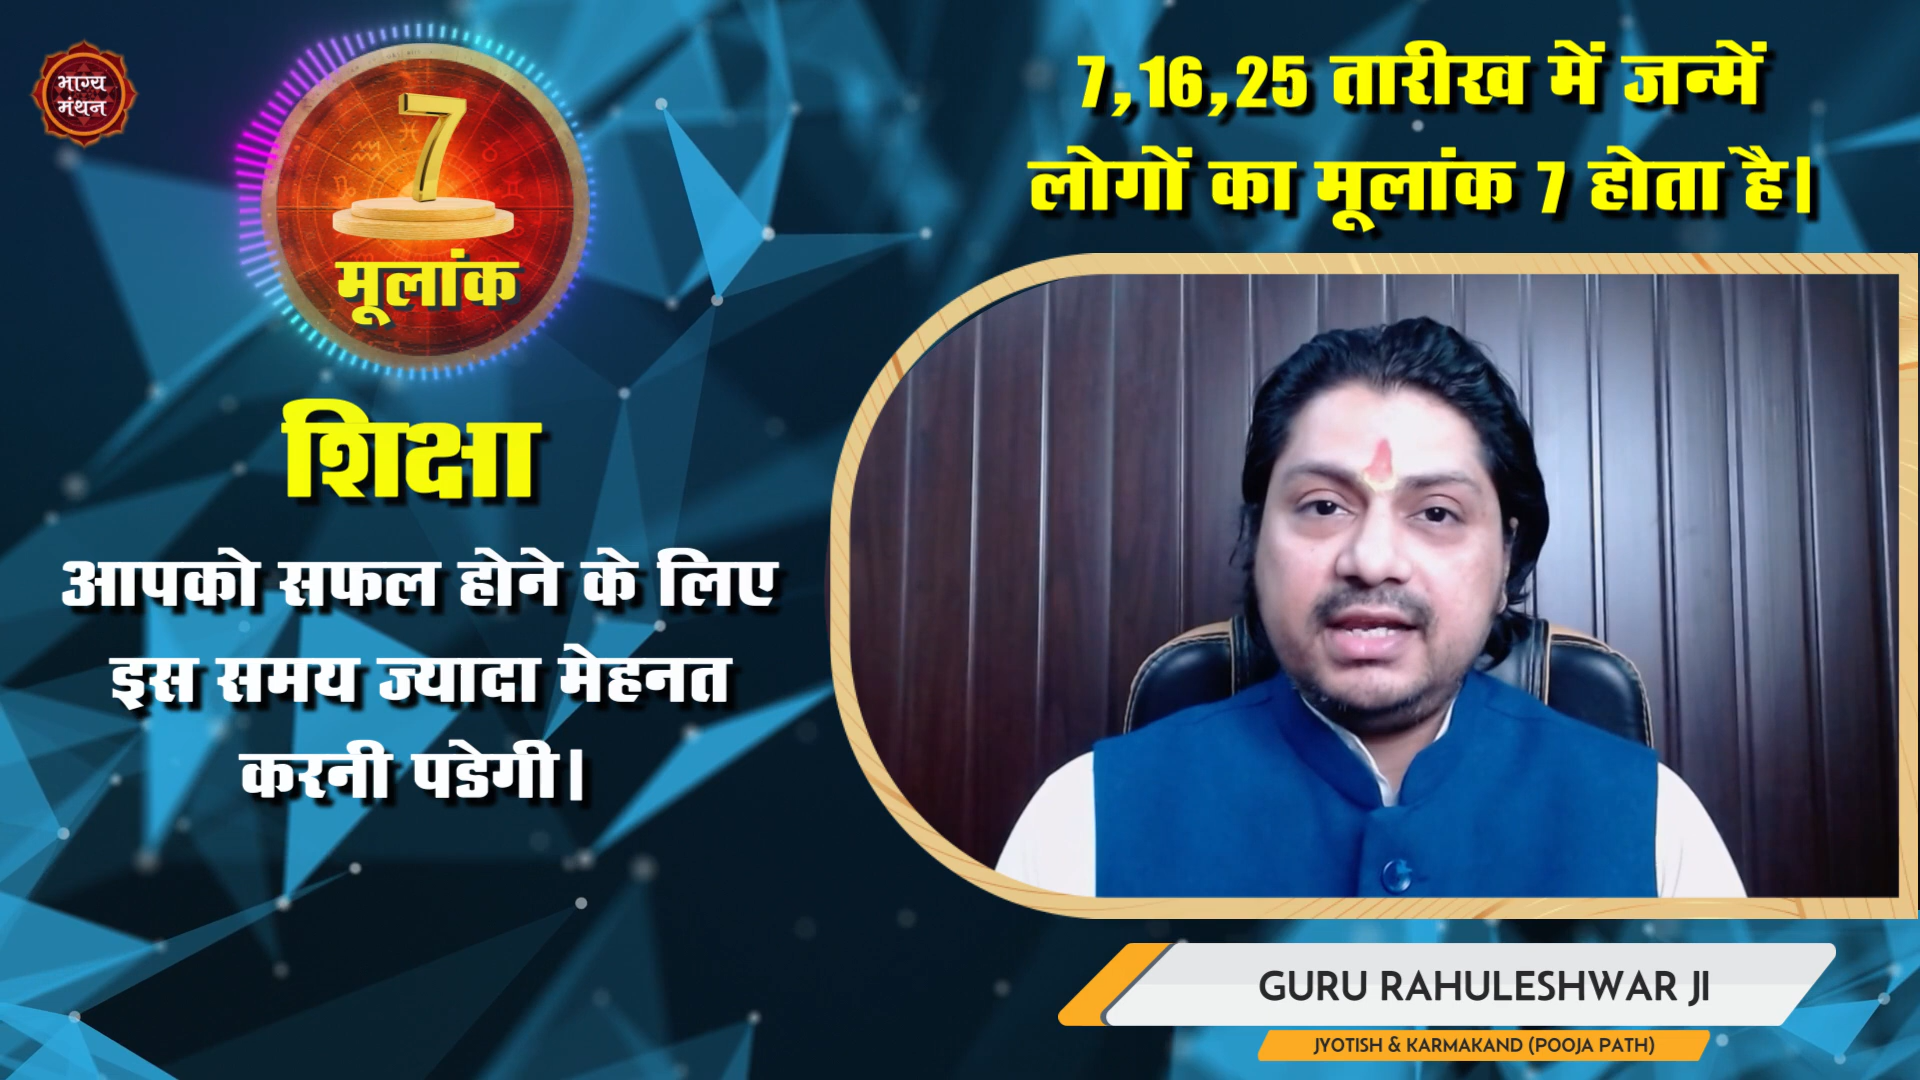 भाग्य
मंथन
7
मूलांक
7,16,25 तारीख में जन्में
लोगों का मूलांक 7 होता है।
शिक्षा
आपको सफल होने के लिए
इस समय ज्यादा मेहनत
करनी पडेगी।
GURU RAHULESHWAR JI
JYOTISH & KARMAKAND (POOJA PATH)